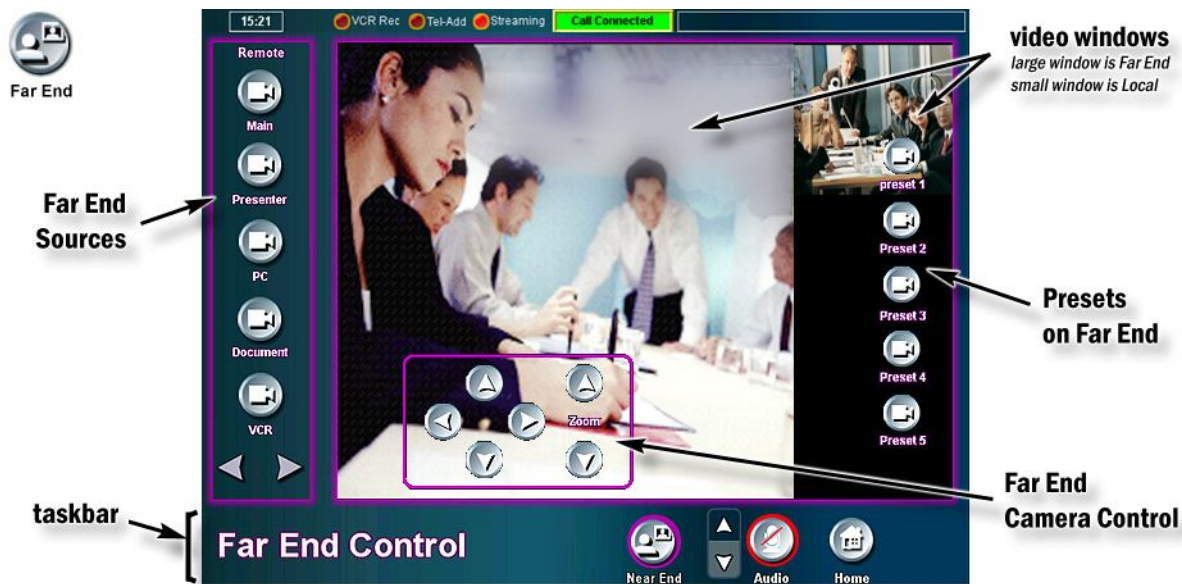 Far End
15:21
VCR Rec
Tel-Add
Streaming
Call Connected
Remote
Main
Presenter
PC
Document
VCR
preset 1
Preset 2
Preset 3
Preset 4
Preset 5
Zoom
Far End Control
Near End
Audio
Home
video windows
large window is Far End
small window is Local
Far End
Sources
Presets
on Far End
Far End
Camera Control
taskbar